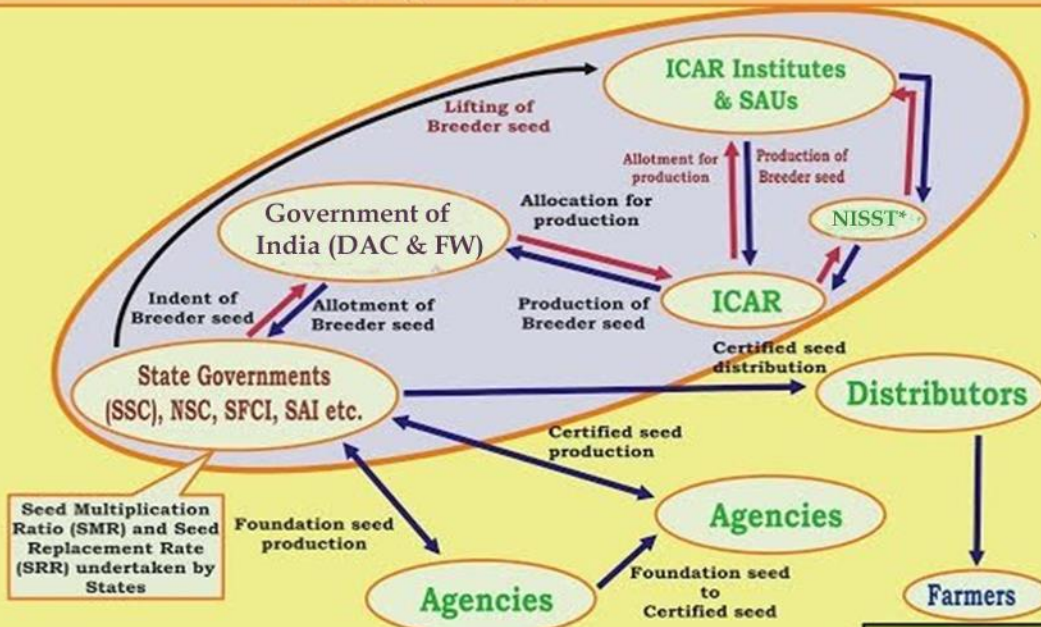 ICAR Institutes
& SAUs
Lifting of
Breeder seed
Allotment for
production
Production of
Breeder seed
NISST*
Government of
India (DAC & FW)
Allocation for
production
Production of
Breeder seed
ICAR
Indent of
Breeder seed
Allotment of
Breeder seed
State Governments
(SSC), NSC, SFCI, SAI etc.
Certified seed
distribution
Distributors
Certified seed
production
Seed Multiplication
Ratio (SMR) and Seed
Replacement Rate
(SRR) undertaken by
States
Foundation seed
production
Agencies
Agencies
Foundation seed
to
Certified seed
Farmers